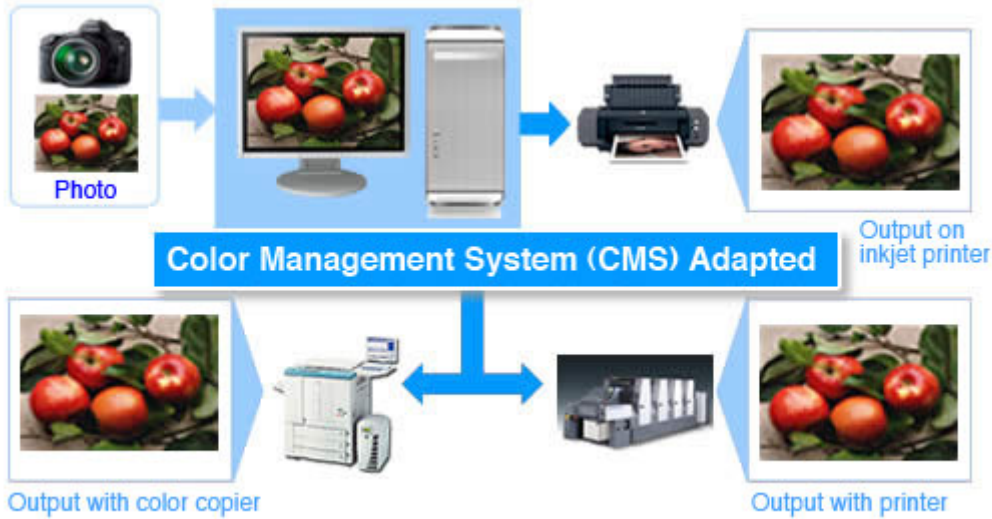 Photo
Output on
inkjet printer
Color Management System (CMS) Adapted
Output with color copier
Output with printer